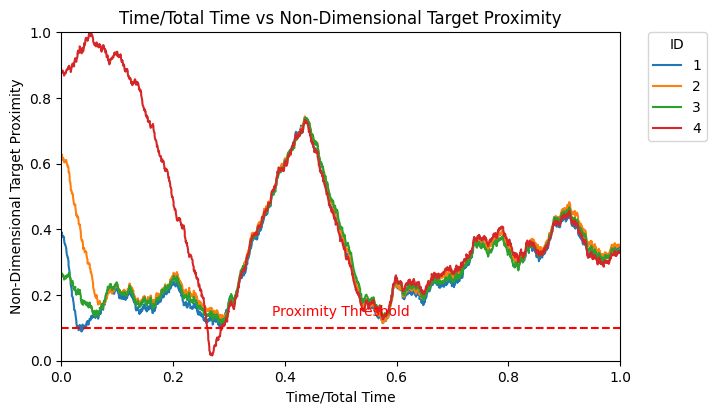 Time/Total Time vs Non-Dimensional Target Proximity
ID
1
2
3
4
Non-Dimensional Target Proximity
1.0
0.8
0.6
0.4
0.2
0.0
Proximity Threshold
0.0 0.2 0.4 0.6 0.8 1.0
Time/Total Time